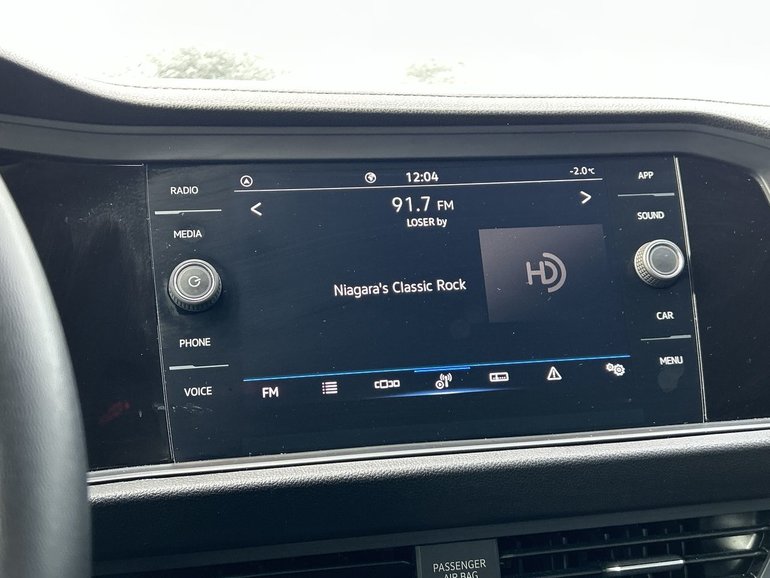 RADIO
MEDIA
PHONE
VOICE
12:04
-2.0°C
91.7 FM
LOSER by
Niagara's Classic Rock
HD
FM
APP
SOUND
CAR
MENU
PASSENGER
AIR BAG